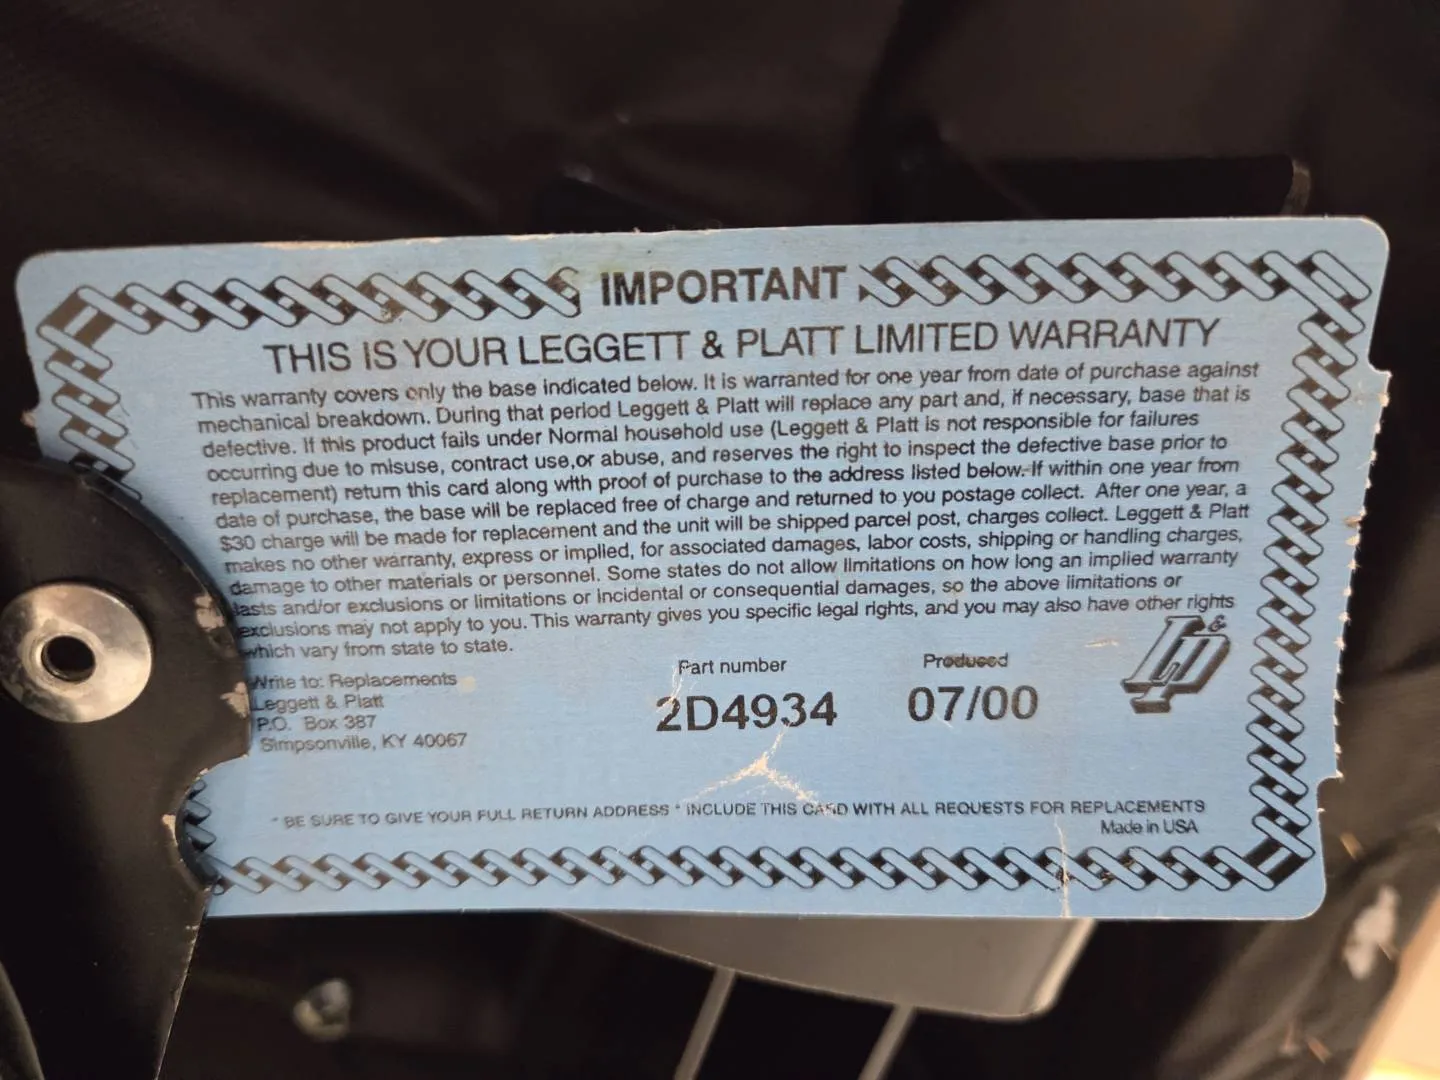 IMPORTANT
THIS IS YOUR LEGGETT & PLATT LIMITED WARRANTY
This warranty covers only the base indicated below. It is warranted for one year from date of purchase against
mechanical breakdown. During that period Leggett & Platt will replace any part and, if necessary, base that is
defective. If this product fails under Normal household use (Leggett & Platt is not responsible for failures
occurring due to misuse, contract use,or abuse, and reserves the right to inspect the defective base prior to
replacement) return this card along with proof of purchase to the address listed below. If within one year from
date of purchase, the base will be replaced free of charge and returned to you postage collect. After one year, a
$30 charge will be made for replacement and the unit will be shipped parcel post, charges collect. Leggett & Platt
makes no other warranty, express or implied, for associated damages, labor costs, shipping or handling charges,
damage to other materials or personnel. Some states do not allow limitations on how long an implied warranty
lasts and/or exclusions or limitations or incidental or consequential damages, so the above limitations or
exclusions may not apply to you. This warranty gives you specific legal rights, and you may also have other rights
which vary from state to state.
Write to: Replacements
Leggett & Platt
P.O. Box 387
Simpsonville, KY 40067
Part number
2D4934
Produced
07/00
L&P
* BE SURE TO GIVE YOUR FULL RETURN ADDRESS * INCLUDE THIS CARD WITH ALL REQUESTS FOR REPLACEMENTS
Made in USA